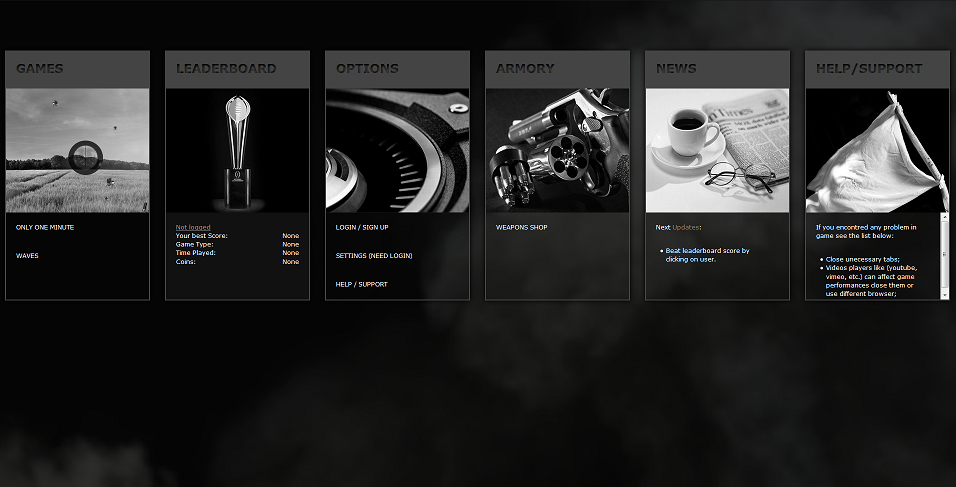 GAMES
ONLY ONE MINUTE
WAVES
LEADERBOARD
Not logged
Your best Score: None
Game Type: None
Time Played: None
Coins: None
OPTIONS
LOGIN / SIGN UP
SETTINGS (NEED LOGIN)
HELP / SUPPORT
ARMORY
WEAPONS SHOP
NEWS
Times
Next Updates:
• Beat leaderboard score by
clicking on user.
HELP/SUPPORT
If you encontred any problem in
game see the list below:
• Close unecessary tabs;
• Videos players like (youtube,
vimeo, etc.) can affect game
performances close them or
use different browser;